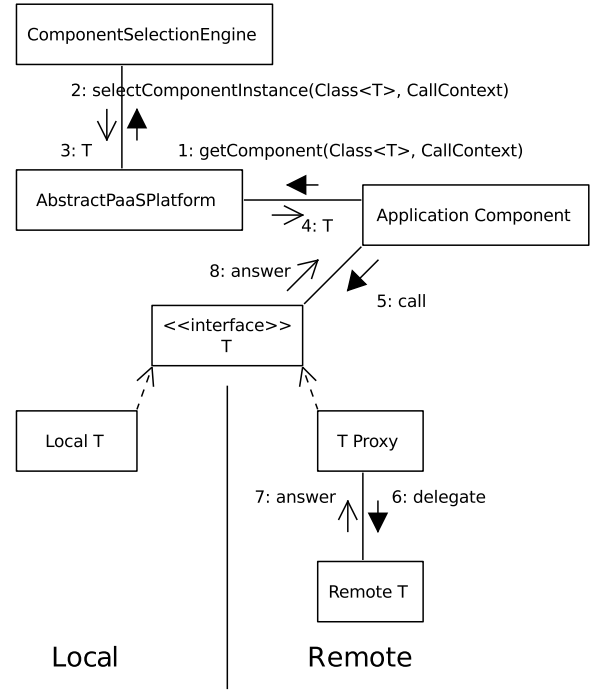 ComponentSelectionEngine
2: selectComponentInstance(Class<T>, CallContext)
3: T
1: getComponent(Class<T>, CallContext)
AbstractPaaSPlatform
Application Component
4: T
8: answer
5: call
<<interface>>
T
Local T
T Proxy
7: answer
6: delegate
Remote T
Local
Remote